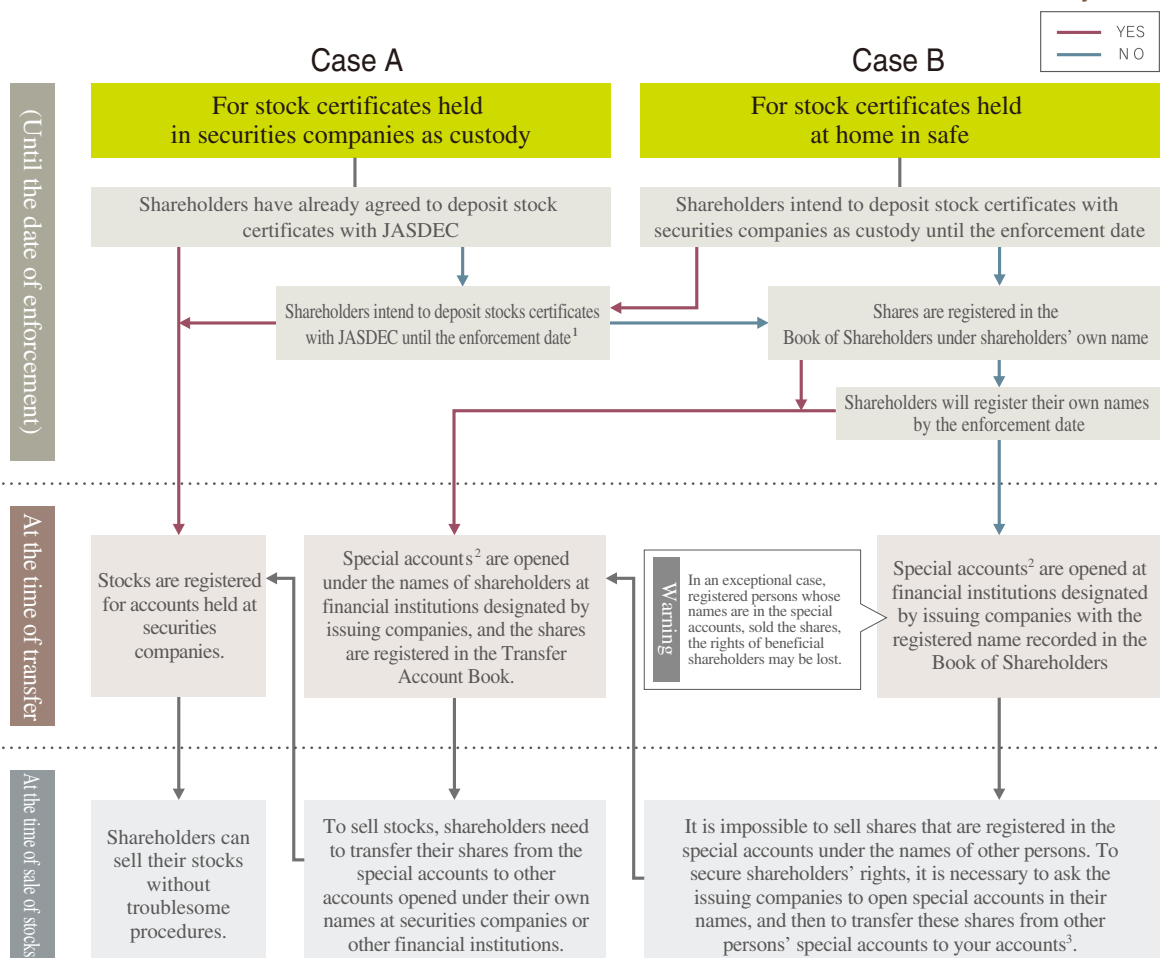 YES
N O
Case A
Case B
(Until the date of enforcement)
For stock certificates held
in securities companies as custody
For stock certificates held
at home in safe
Shareholders have already agreed to deposit stock
certificates with JASDEC
Shareholders intend to deposit stock certificates with
securities companies as custody until the enforcement date
Shareholders intend to deposit stocks certificates
with JASDEC until the enforcement date¹
Shares are registered in the
Book of Shareholders under shareholders' own name
Shareholders will register their own names
by the enforcement date
At the time of transfer
Stocks are registered
for accounts held at
securities
companies.
Special accounts² are opened
under the names of shareholders at
financial institutions designated by
issuing companies, and the shares
are registered in the Transfer
Account Book.
Warning
In an exceptional case,
registered persons whose
names are in the special
accounts, sold the shares,
the rights of beneficial
shareholders may be lost.
Special accounts² are opened at
financial institutions designated
by issuing companies with the
registered name recorded in the
Book of Shareholders
At the time of sale of stocks
Shareholders can
sell their stocks
without
troublesome
procedures.
To sell stocks, shareholders need
to transfer their shares from the
special accounts to other
accounts opened under their own
names at securities companies or
other financial institutions.
It is impossible to sell shares that are registered in the
special accounts under the names of other persons. To
secure shareholders' rights, it is necessary to ask the
issuing companies to open special accounts in their
names, and then to transfer these shares from other
persons' special accounts to your accounts³.